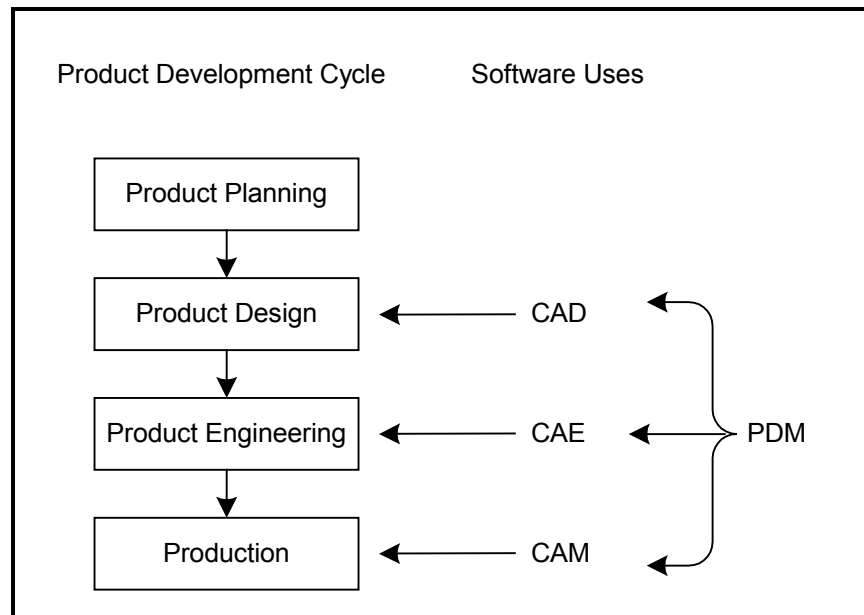 Product Development Cycle Software Uses
Product Planning
Product Design CAD
Product Engineering CAE PDM
Production CAM